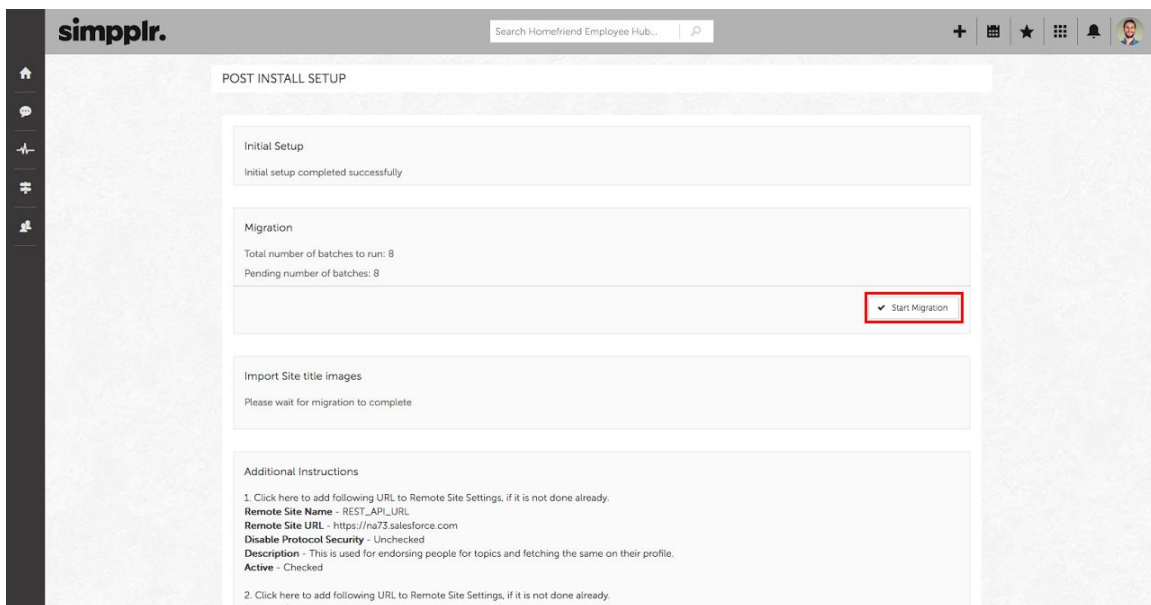 simpplr.
Search Homefriend Employee Hub...
POST INSTALL SETUP
Initial Setup
Initial setup completed successfully
Migration
Total number of batches to run: 8
Pending number of batches: 8
Start Migration
Import Site title images
Please wait for migration to complete
Additional Instructions
1. Click here to add following URL to Remote Site Settings, if it is not done already.
Remote Site Name - REST_API_URL
Remote Site URL - https://na73.salesforce.com
Disable Protocol Security - Unchecked
Description - This is used for endorsing people for topics and fetching the same on their profile.
Active - Checked
2. Click here to add following URL to Remote Site Settings, if it is not done already.